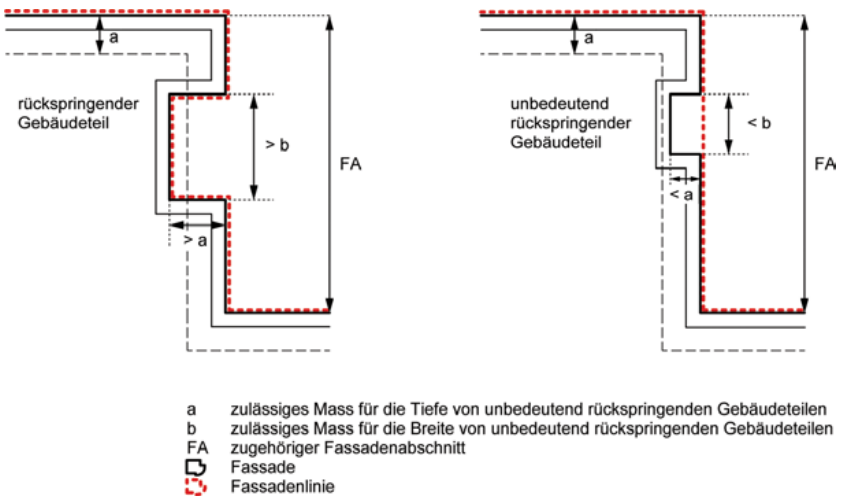 a
rückspringender
Gebäudeteil
> b
FA
> a
a
unbedeutend
rückspringender
Gebäudeteil
< b
FA
< a
a zulässiges Mass für die Tiefe von unbedeutend rückspringenden Gebäudeteilen
b zulässiges Mass für die Breite von unbedeutend rückspringenden Gebäudeteilen
FA zugehöriger Fassadenabschnitt
Fassade
Fassadenlinie